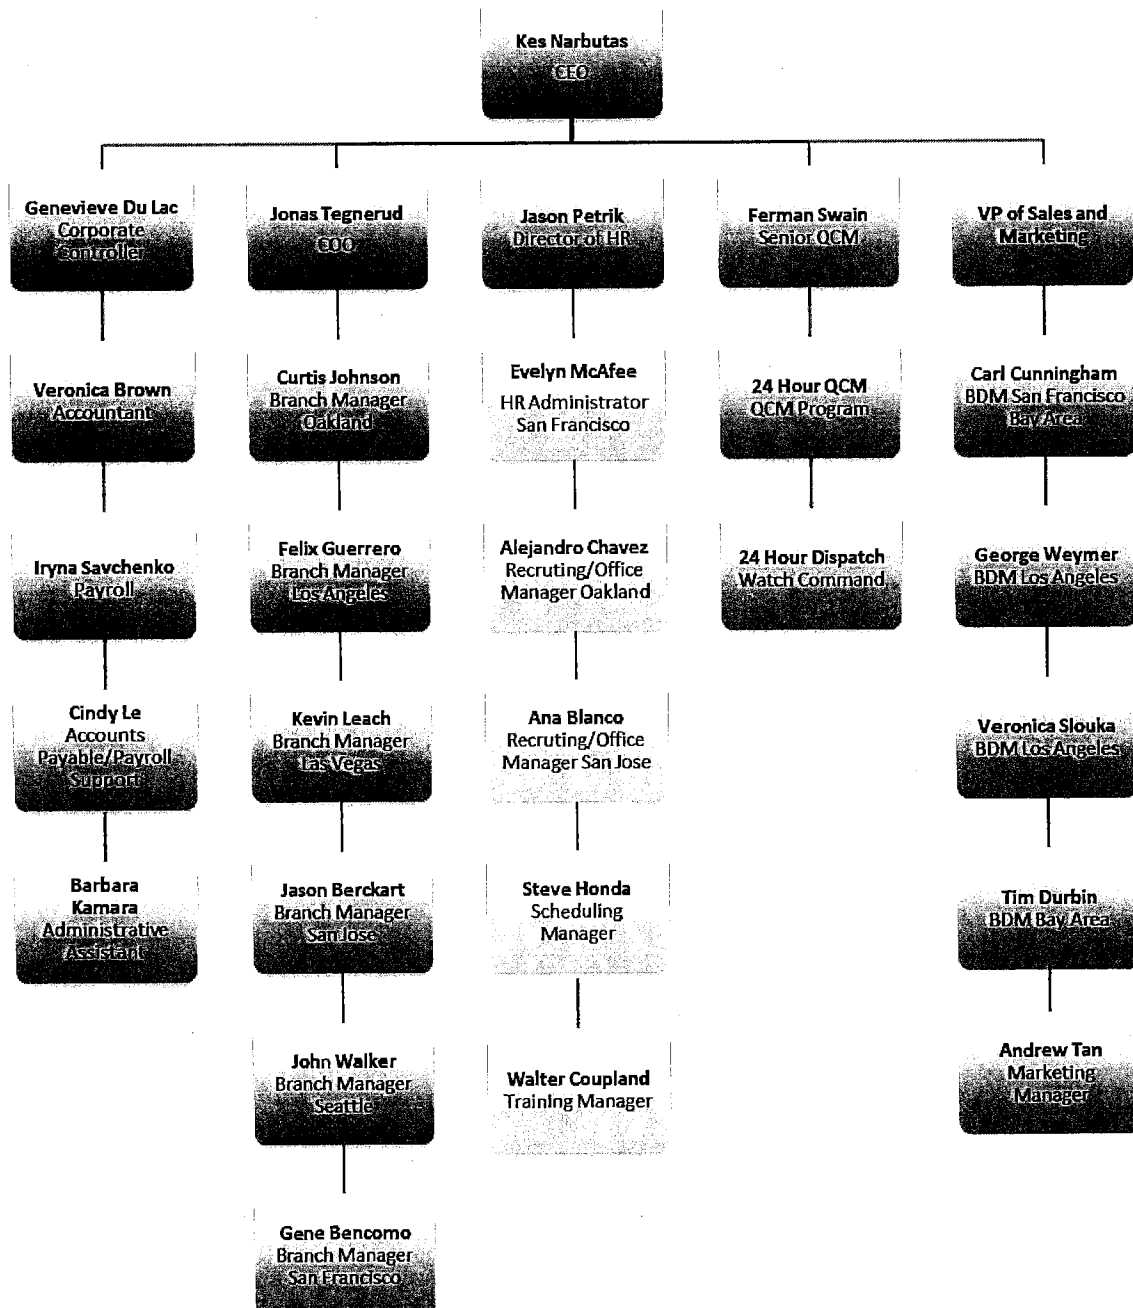 Kes Narbutas
CEO
Genevieve Du Lac
Corporate
Controller
Jonas Tegnerud
COO
Jason Petrik
Director of HR
Ferman Swain
Senior QCM
VP of Sales and
Marketing
Veronica Brown
Accountant
Curtis Johnson
Branch Manager
Oakland
Evelyn McAfee
HR Administrator
San Francisco
24 Hour QCM
QCM Program
Carl Cunningham
BDM San Francisco
Bay Area
Iryna Savchenko
Payroll
Felix Guerrero
Branch Manager
Los Angeles
Alejandro Chavez
Recruting/Office
Manager Oakland
24 Hour Dispatch
Watch Command
George Weymer
BDM Los Angeles
Cindy Le
Accounts
Payable/Payroll
Support
Kevin Leach
Branch Manager
Las Vegas
Ana Blanco
Recruting/Office
Manager San Jose
Veronica Slouka
BDM Los Angeles
Barbara
Kamara
Administrative
Assistant
Jason Berckart
Branch Manager
San Jose
Steve Honda
Scheduling
Manager
Tim Durbin
BDM Bay Area
John Walker
Branch Manager
Seattle
Walter Coupland
Training Manager
Andrew Tan
Marketing
Manager
Gene Bencomo
Branch Manager
San Francisco